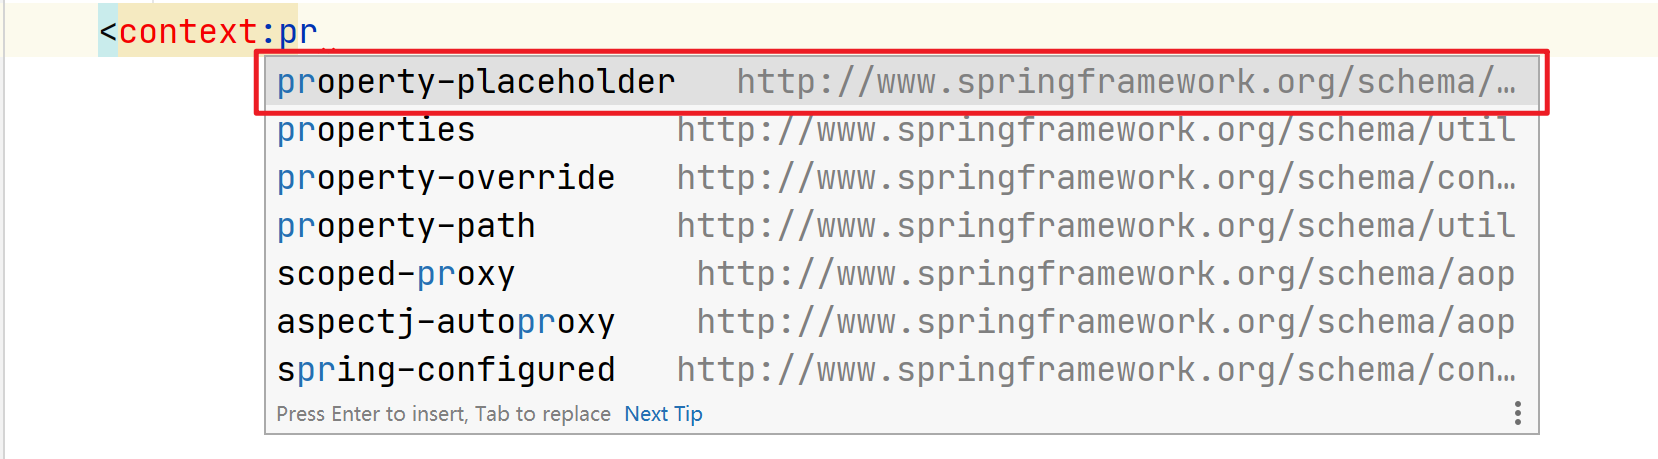 <context:pr
property-placeholder http://www.springframework.org/schema/…
properties http://www.springframework.org/schema/util
property-override http://www.springframework.org/schema/con…
property-path http://www.springframework.org/schema/util
scoped-proxy http://www.springframework.org/schema/aop
aspectj-autoproxy http://www.springframework.org/schema/aop
spring-configured http://www.springframework.org/schema/con…
Press Enter to insert, Tab to replace Next Tip